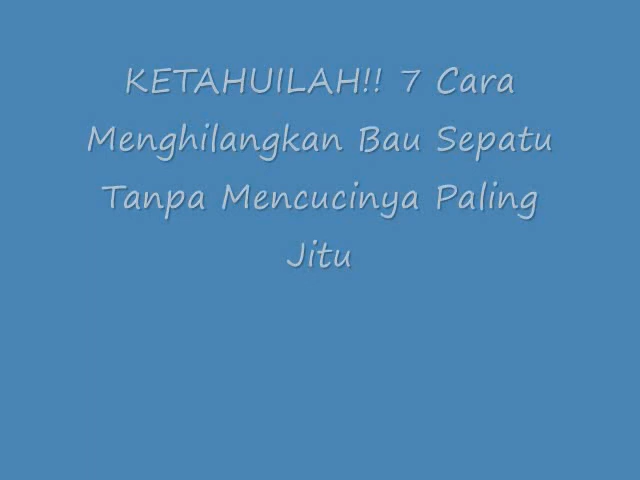 KETAHUILAH!! 7 Cara
Menghilangkan Bau Sepatu
Tanpa Mencucinya Paling
Jitu